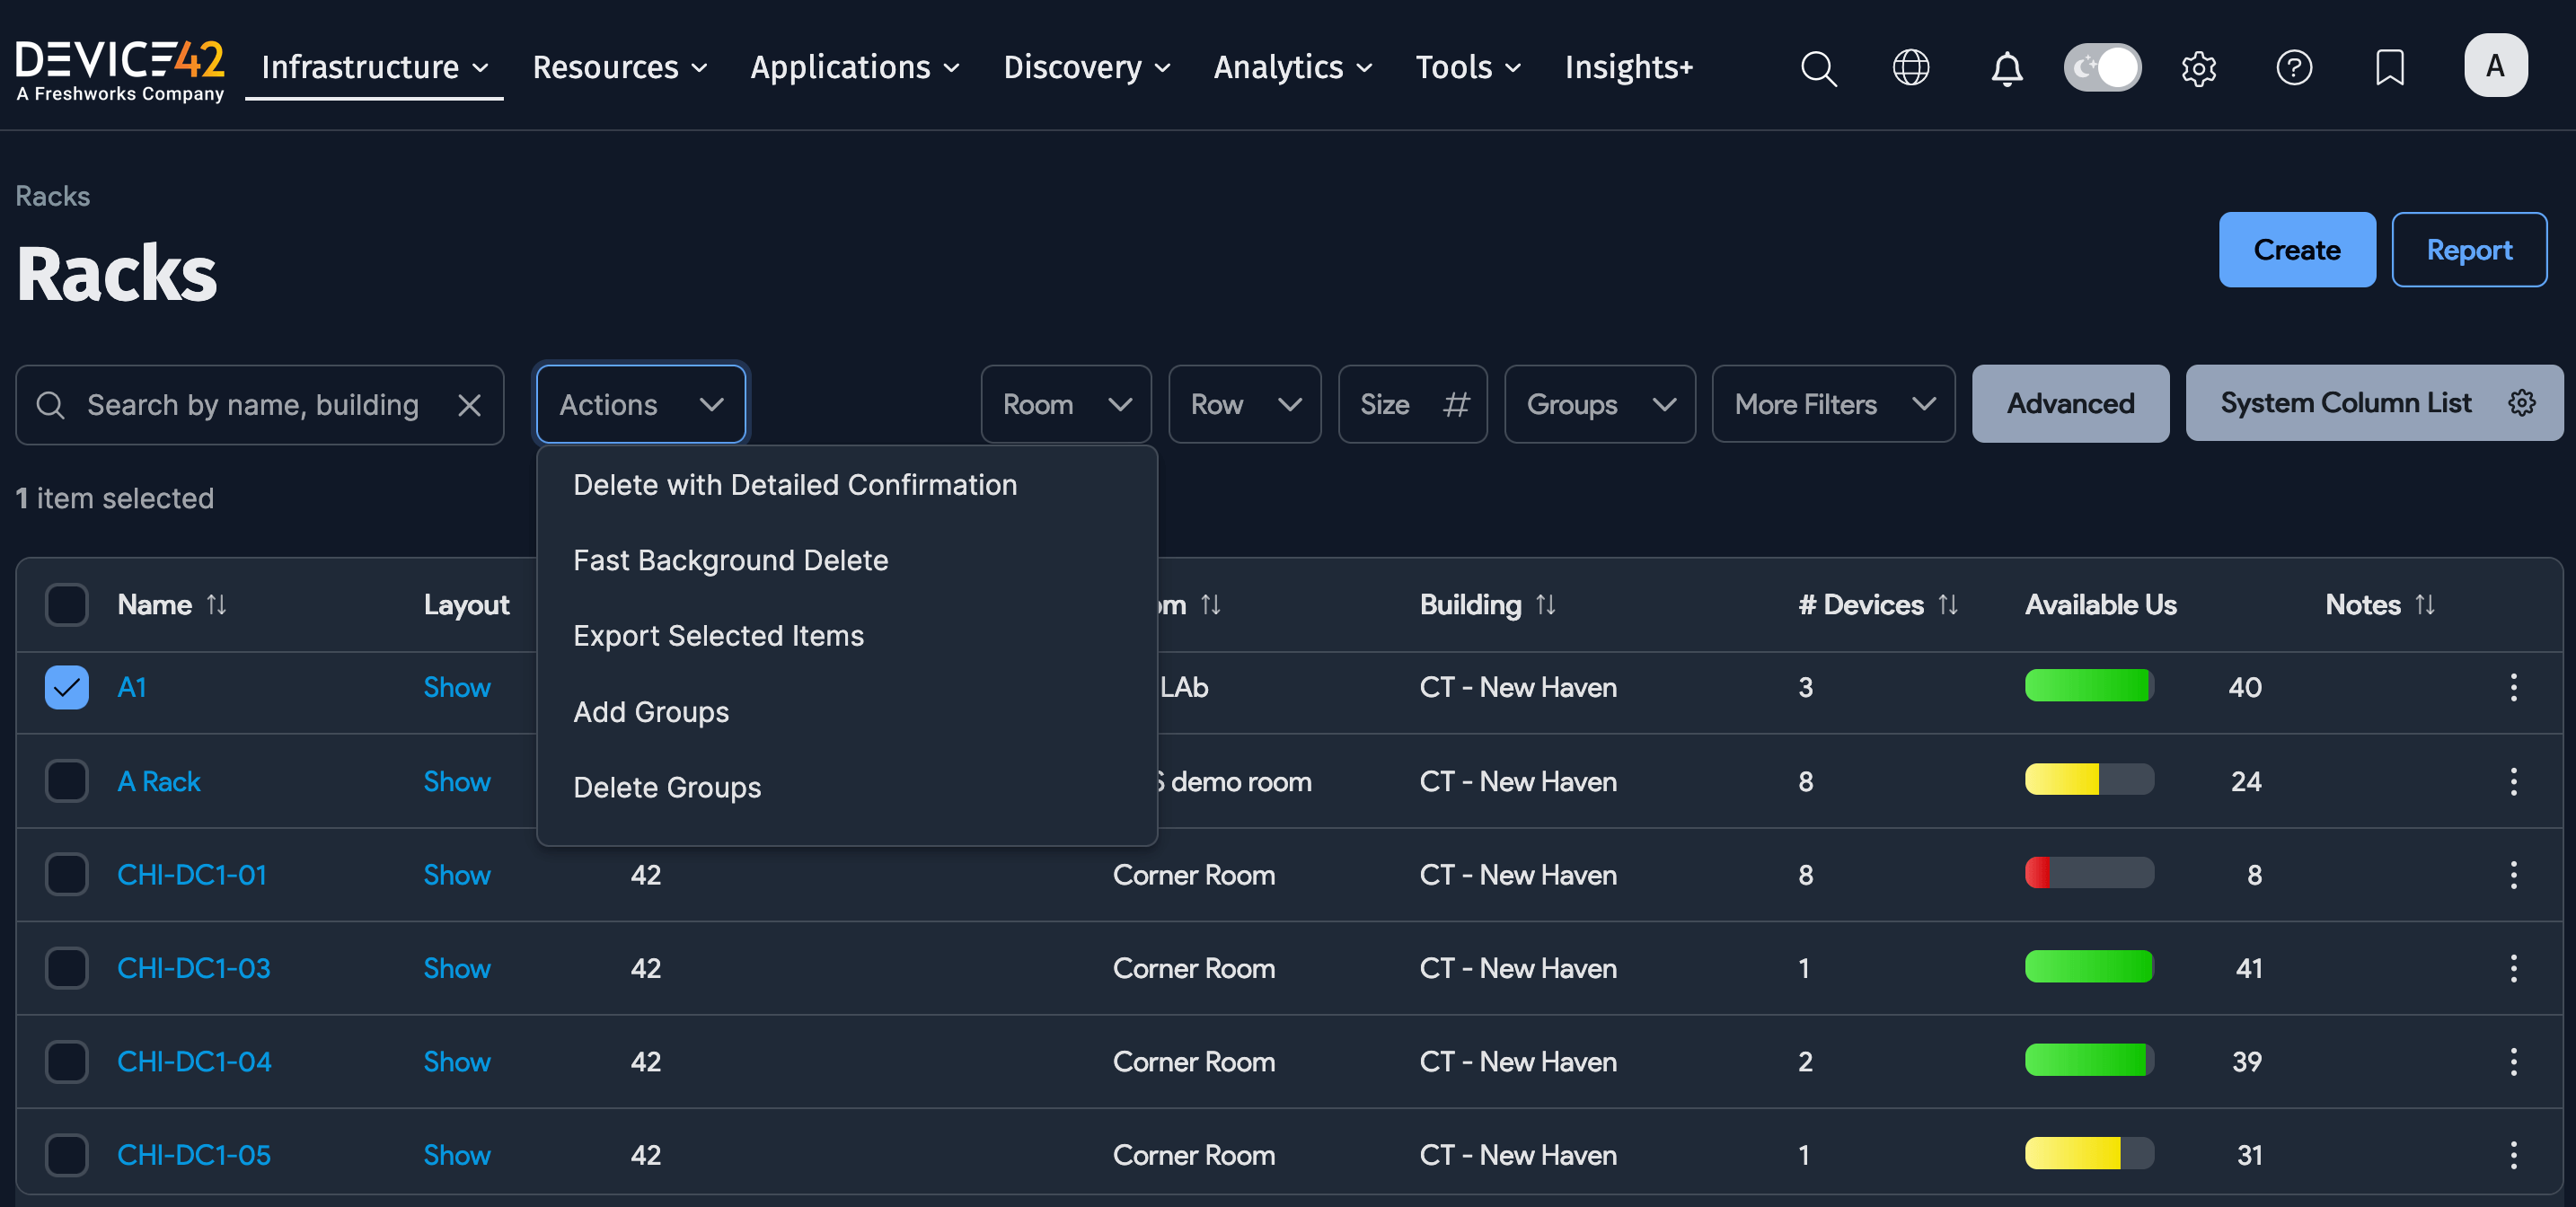 DEVICE42
A Freshworks Company
Infrastructure Resources Applications Discovery Analytics Tools Insights+
A
Racks
Racks
Create Report
Search by name, building Actions Room Row Size # Groups More Filters Advanced System Column List
1 item selected
Delete with Detailed Confirmation
Fast Background Delete
Export Selected Items
Add Groups
Delete Groups
Name Layout Building # Devices Available Us Notes
A1 Show LAb CT - New Haven 3 40
A Rack Show demo room CT - New Haven 8 24
CHI-DC1-01 Show 42 Corner Room CT - New Haven 8 8
CHI-DC1-03 Show 42 Corner Room CT - New Haven 1 41
CHI-DC1-04 Show 42 Corner Room CT - New Haven 2 39
CHI-DC1-05 Show 42 Corner Room CT - New Haven 1 31